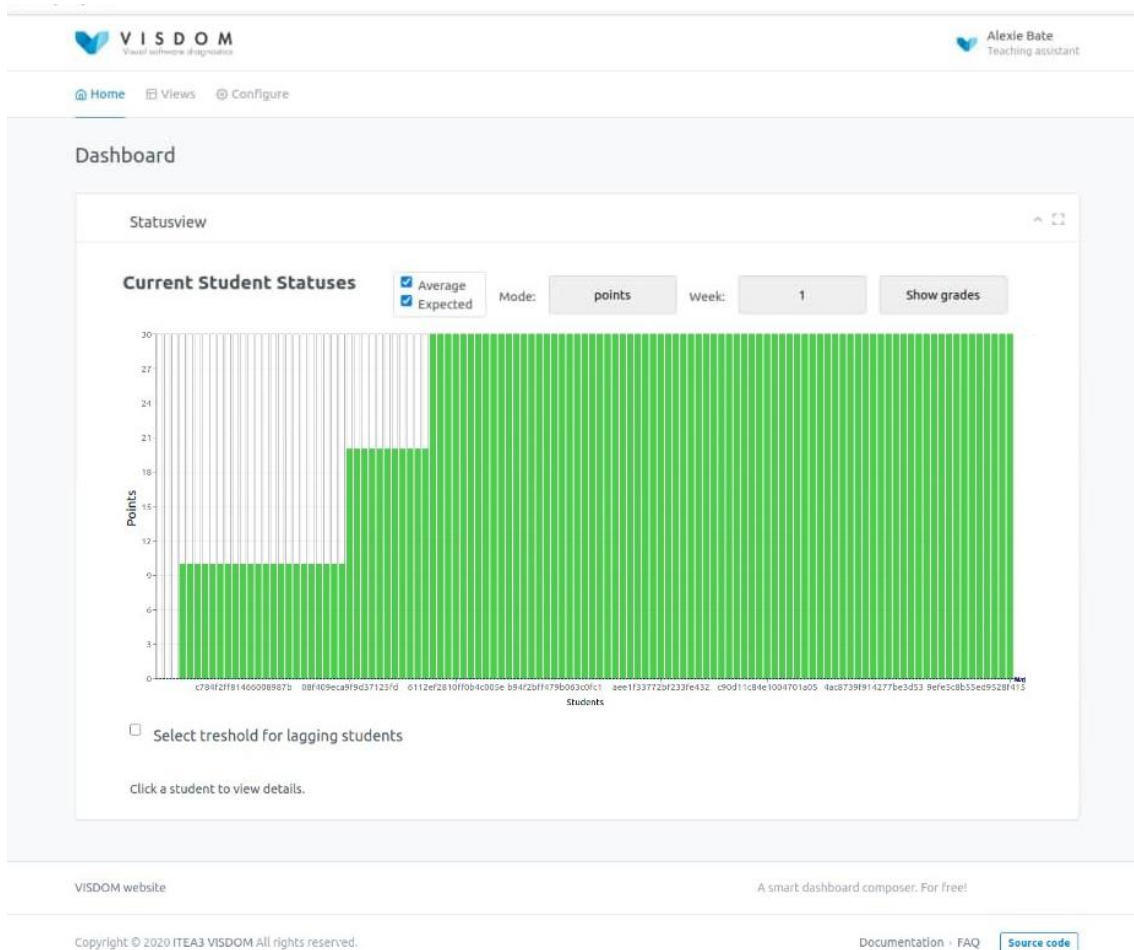 VISDOM
Visual software diagnostics
Alexie Bate
Teaching assistant
Home Views Configure
Dashboard
Statusview
Current Student Statuses
Average
Expected
Mode: points Week: 1 Show grades
30
27
24
21
18
15
12
9
6
3
0
Points
c784f2ff81466008987b 08f409eca9f9d37125fd 6112ef2810ff0b4c005e b94f2bff479b063c0fc1 aee1f33772bf233fe432 c90d11c84e1004701a05 4ac8739f914277be3d53 9efe5c8b55ed9528f415
Students
Select treshold for lagging students
Click a student to view details.
VISDOM website A smart dashboard composer. For free!
Copyright © 2020 ITEA3 VISDOM All rights reserved. Documentation · FAQ Source code